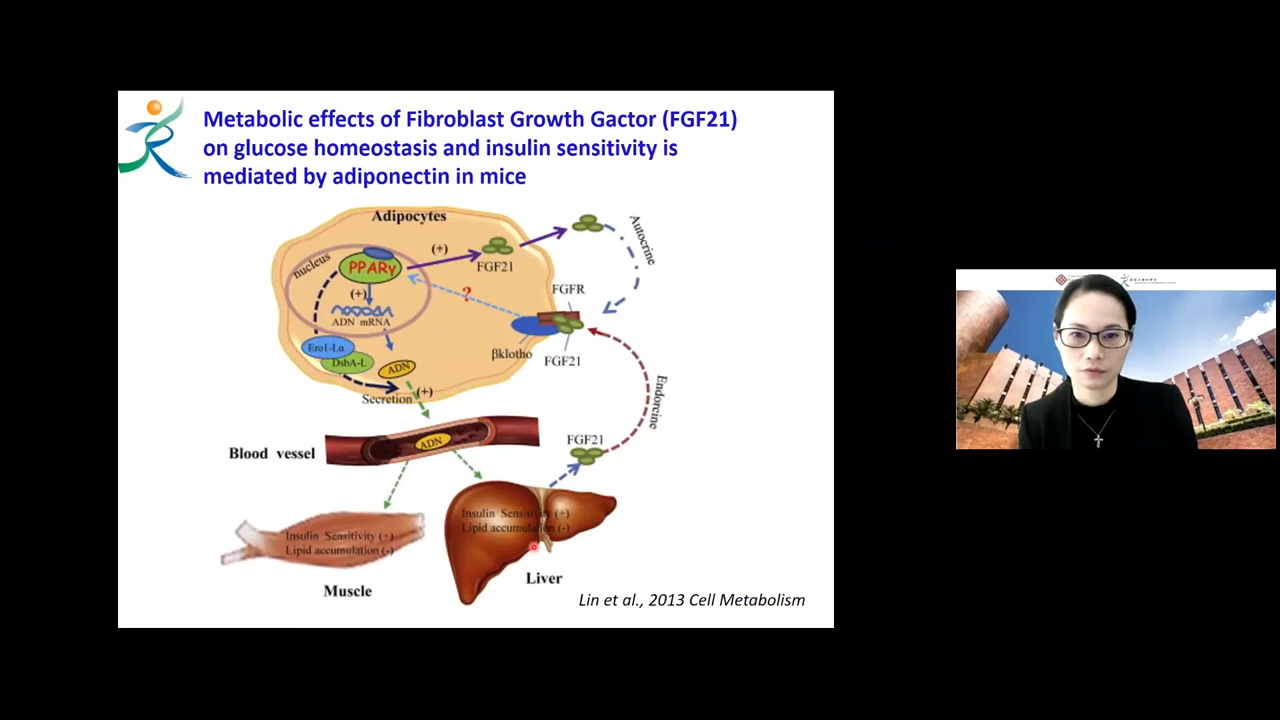 Metabolic effects of Fibroblast Growth Gactor (FGF21)
on glucose homeostasis and insulin sensitivity is
mediated by adiponectin in mice
Adipocytes
nucleus
PPARγ
(+)
FGF21
Autocrine
(+)
?
FGFR
ADN mRNA
βklotho
FGF21
Ero1-Lα
DsbA-L
ADN
Secretion
(+)
Endorcine
Blood vessel
ADN
FGF21
Insulin Sensitivity (+)
Lipid accumulation (-)
Insulin Sensitivity (+)
Lipid accumulation (-)
Liver
Muscle
Lin et al., 2013 Cell Metabolism